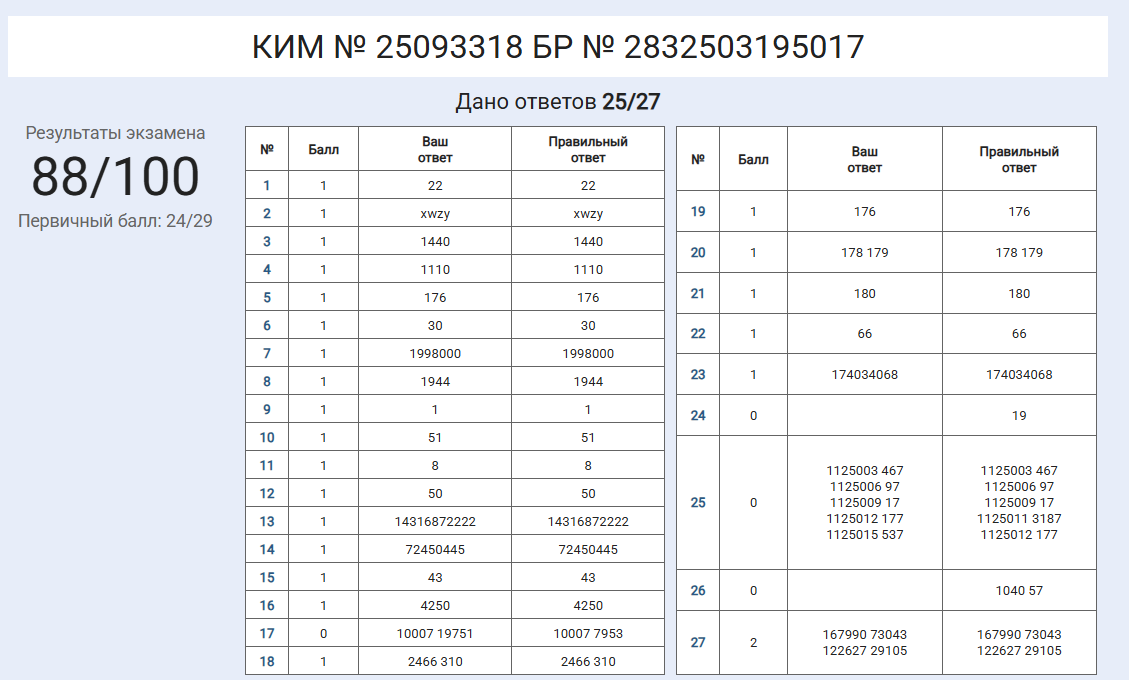 КИМ № 25093318 БР № 2832503195017
Дано ответов 25/27
Результаты экзамена
88/100
Первичный балл: 24/29
№ Балл Ваш ответ Правильный ответ
1 1 22 22
2 1 xwzy xwzy
3 1 1440 1440
4 1 1110 1110
5 1 176 176
6 1 30 30
7 1 1998000 1998000
8 1 1944 1944
9 1 1 1
10 1 51 51
11 1 8 8
12 1 50 50
13 1 14316872222 14316872222
14 1 72450445 72450445
15 1 43 43
16 1 4250 4250
17 0 10007 19751 10007 7953
18 1 2466 310 2466 310
№ Балл Ваш ответ Правильный ответ
19 1 176 176
20 1 178 179 178 179
21 1 180 180
22 1 66 66
23 1 174034068 174034068
24 0 19
1125003 467 1125003 467
1125006 97 1125006 97
25 0 1125009 17 1125009 17
1125012 177 1125011 3187
1125015 537 1125012 177
26 0 1040 57
27 2 167990 73043 167990 73043
122627 29105 122627 29105